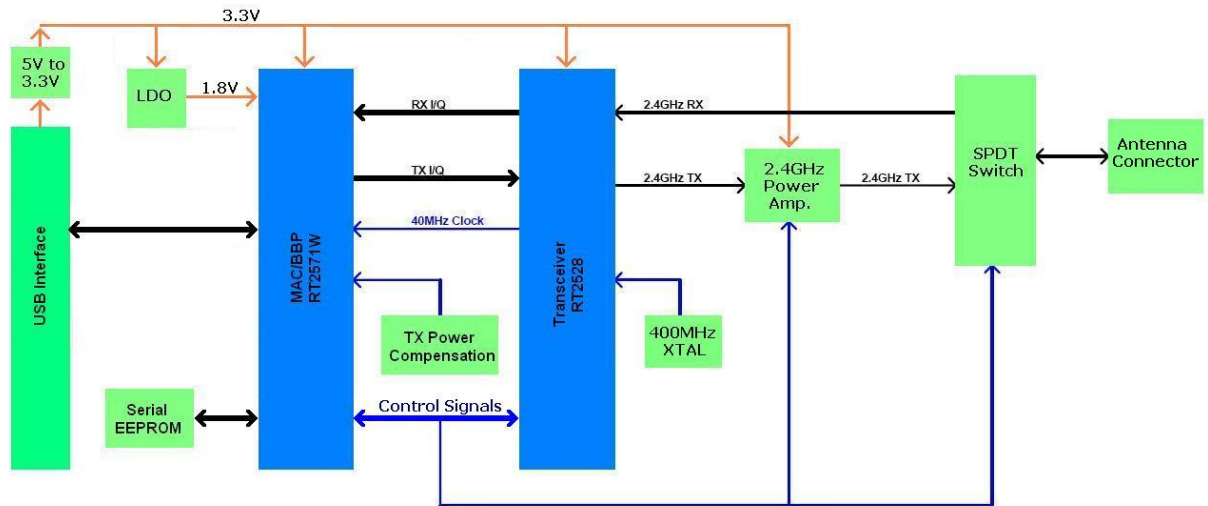 3.3V
5V to
3.3V
LDO
1.8V
RX I/Q
2.4GHz RX
TX I/Q
2.4GHz TX
2.4GHz
Power
Amp.
2.4GHz TX
SPDT
Switch
Antenna
Connector
40MHz Clock
USB Interface
MAC/BBP
RT2571W
Transceiver
RT2528
TX Power
Compensation
400MHz
XTAL
Serial
EEPROM
Control Signals